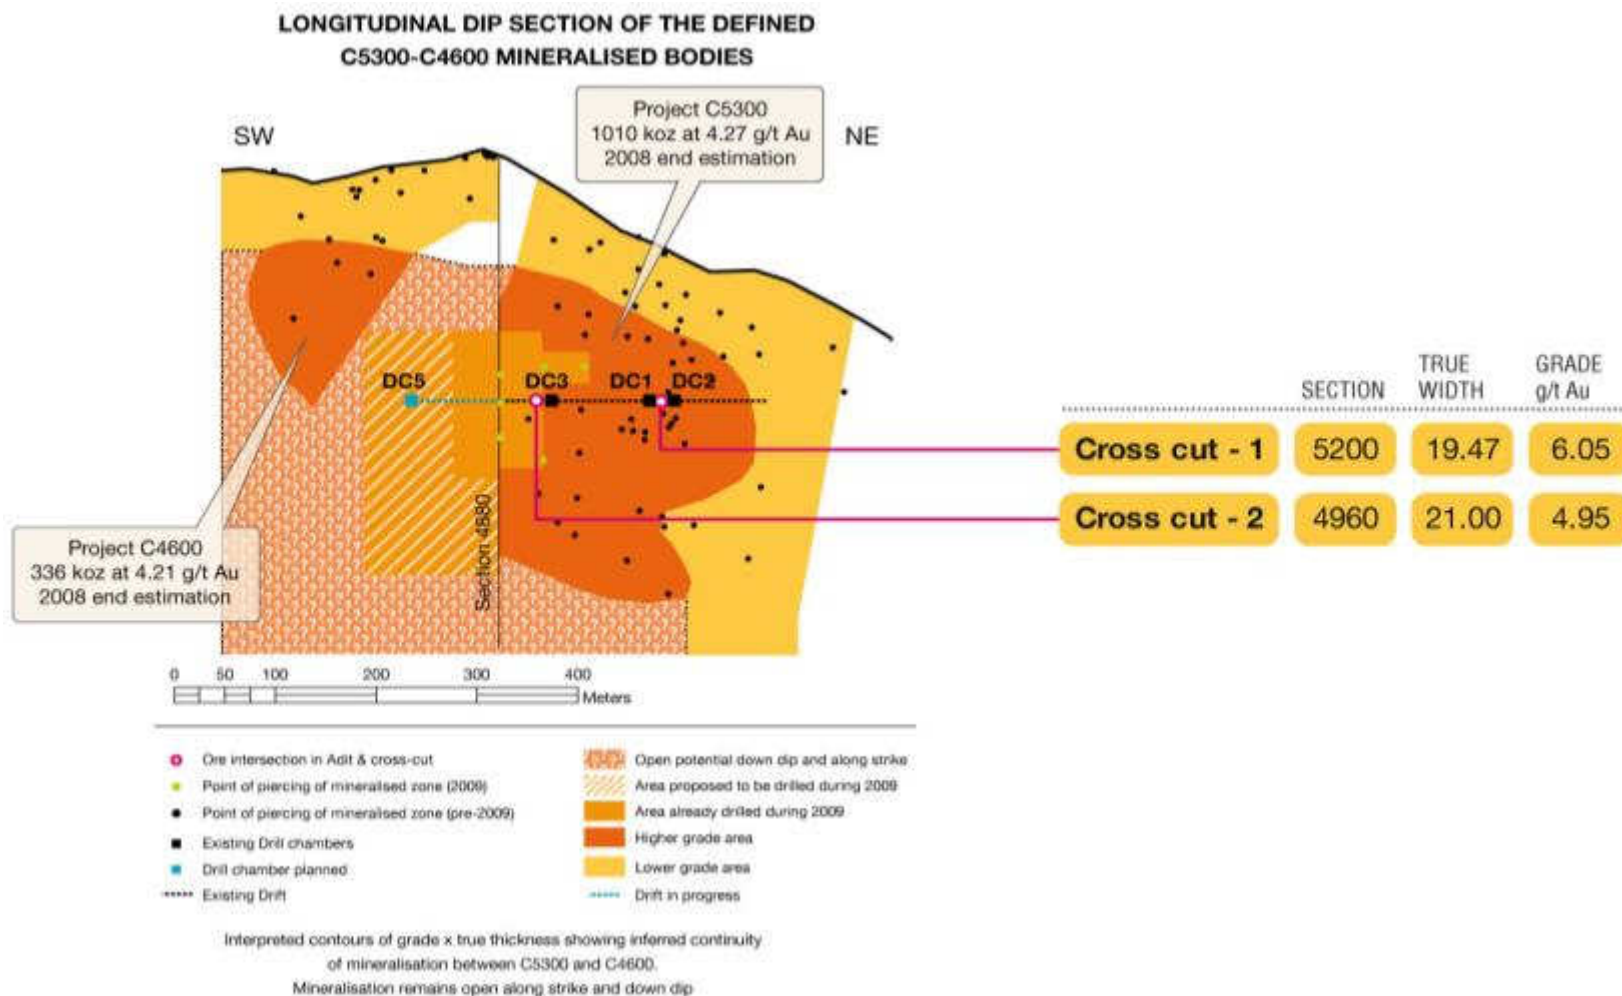 LONGITUDINAL DIP SECTION OF THE DEFINED
C5300-C4600 MINERALISED BODIES
Project C5300
1010 koz at 4.27 g/t Au
2008 end estimation
SW
NE
DC5
DC3
DC1
DC2
SECTION
TRUE
WIDTH
GRADE
g/t Au
Cross cut - 1
5200
19.47
6.05
Cross cut - 2
4960
21.00
4.95
Section 4880
Project C4600
336 koz at 4.21 g/t Au
2008 end estimation
0 50 100 200 300 400
Meters
Ore intersection in Adit & cross-cut
Point of piercing of mineralised zone (2009)
Point of piercing of mineralised zone (pre-2009)
Existing Drill chambers
Drill chamber planned
Existing Drift
Open potential down dip and along strike
Area proposed to be drilled during 2009
Area already drilled during 2009
Higher grade area
Lower grade area
Drift in progress
Interpreted contours of grade x true thickness showing inferred continuity
of mineralisation between C5300 and C4600.
Mineralisation remains open along strike and down dip